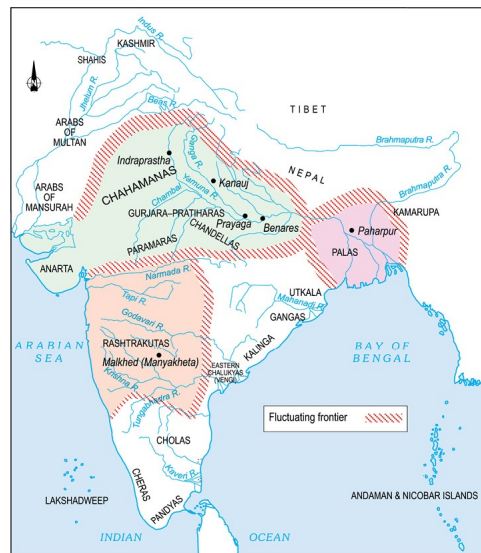 Indus R.
KASHMIR
SHAHIS
Jhelum R.
Beas R.
ARABS
OF
MULTAN
TIBET
Brahmaputra R.
Indraprastha
Ganga R.
NEPAL
Brahmaputra R.
CHAHAMANAS
Kanauj
Yamuna R.
ARABS
OF
MANSURAH
Chambal
KAMARUPA
GURJARA–PRATIHARAS
Prayaga
Benares
Paharpur
CHANDELLAS
PARAMARAS
PALAS
ANARTA
Narmada R.
UTKALA
Tapi R.
Mahanadi R.
GANGAS
Godavari R.
ARABIAN
SEA
RASHTRAKUTAS
Malkhed (Manyakheta)
KALINGA
BAY OF
BENGAL
EASTERN
CHALUKYAS
(VENGI)
Krishna R.
Tungabhadra R.
Fluctuating frontier
CHOLAS
Kaveri R.
CHERAS
PANDYAS
LAKSHADWEEP
ANDAMAN & NICOBAR ISLANDS
INDIAN OCEAN